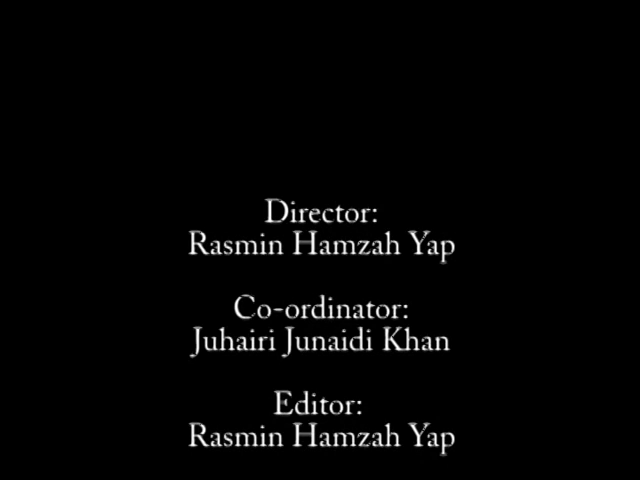 Director:
Rasmin Hamzah Yap
Co-ordinator:
Juhairi Junaidi Khan
Editor:
Rasmin Hamzah Yap